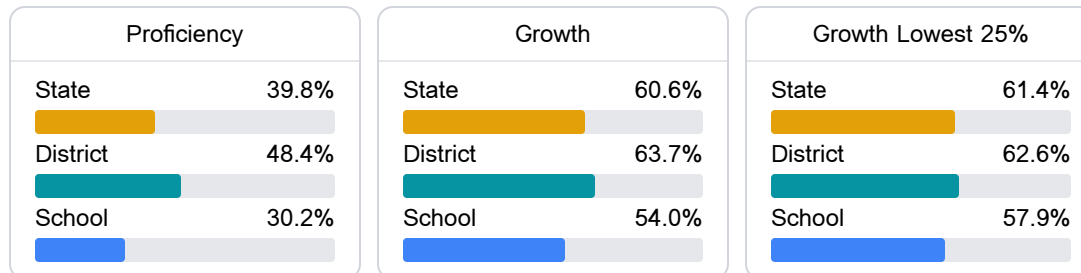 Proficiency
State 39.8%
District 48.4%
School 30.2%
Growth
State 60.6%
District 63.7%
School 54.0%
Growth Lowest 25%
State 61.4%
District 62.6%
School 57.9%